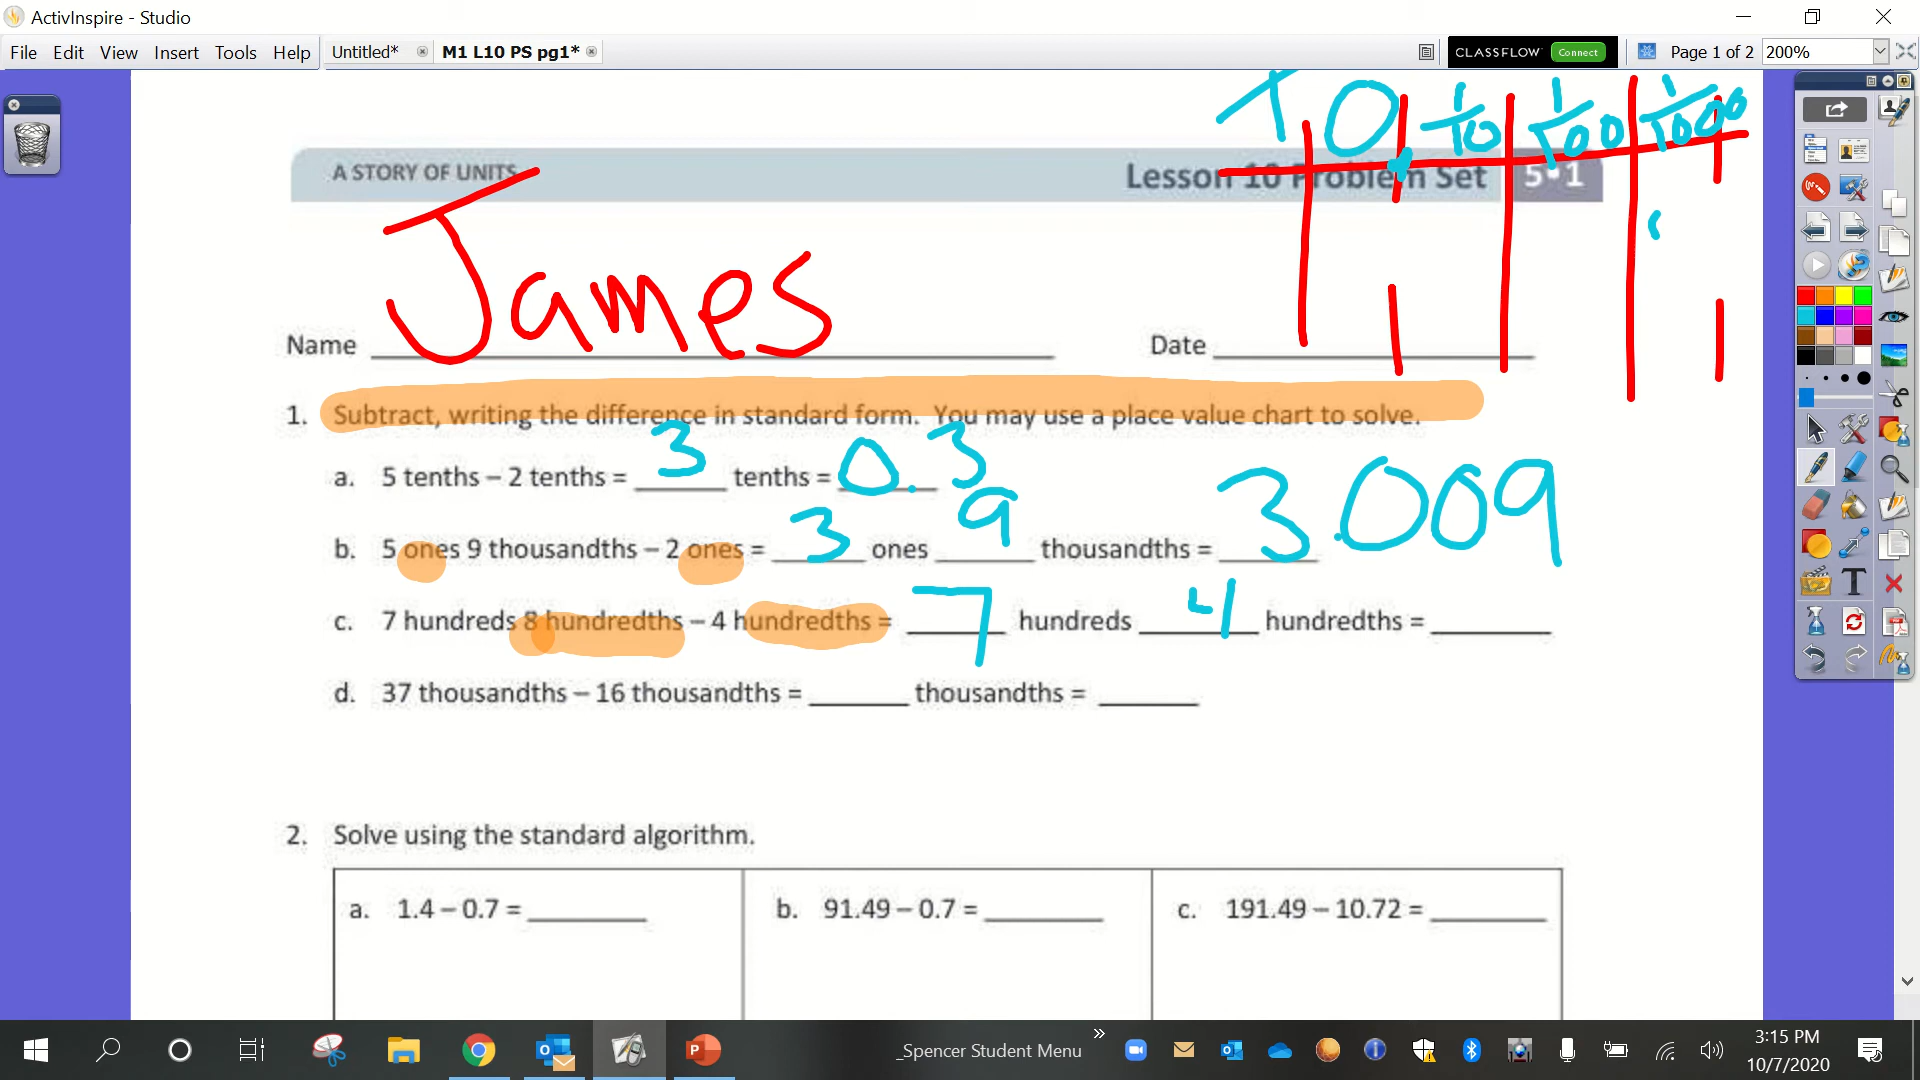 ActivInspire - Studio
File Edit View Insert Tools Help Untitled* M1 L10 PS pg1* CLASSFLOW Connect Page 1 of 2 200%
T O . 1/10 1/100 1/1000
A STORY OF UNITS Lesson 10 Problem Set 5•1
James
Name Date
1. Subtract, writing the difference in standard form. You may use a place value chart to solve.
a. 5 tenths – 2 tenths = 3 tenths = 0.3
b. 5 ones 9 thousandths – 2 ones = 3 ones 9 thousandths = 3.009
c. 7 hundreds 8 hundredths – 4 hundredths = 7 hundreds 4 hundredths =
d. 37 thousandths – 16 thousandths = thousandths =
2. Solve using the standard algorithm.
a. 1.4 – 0.7 = b. 91.49 – 0.7 = c. 191.49 – 10.72 =
_Spencer Student Menu
3:15 PM
10/7/2020